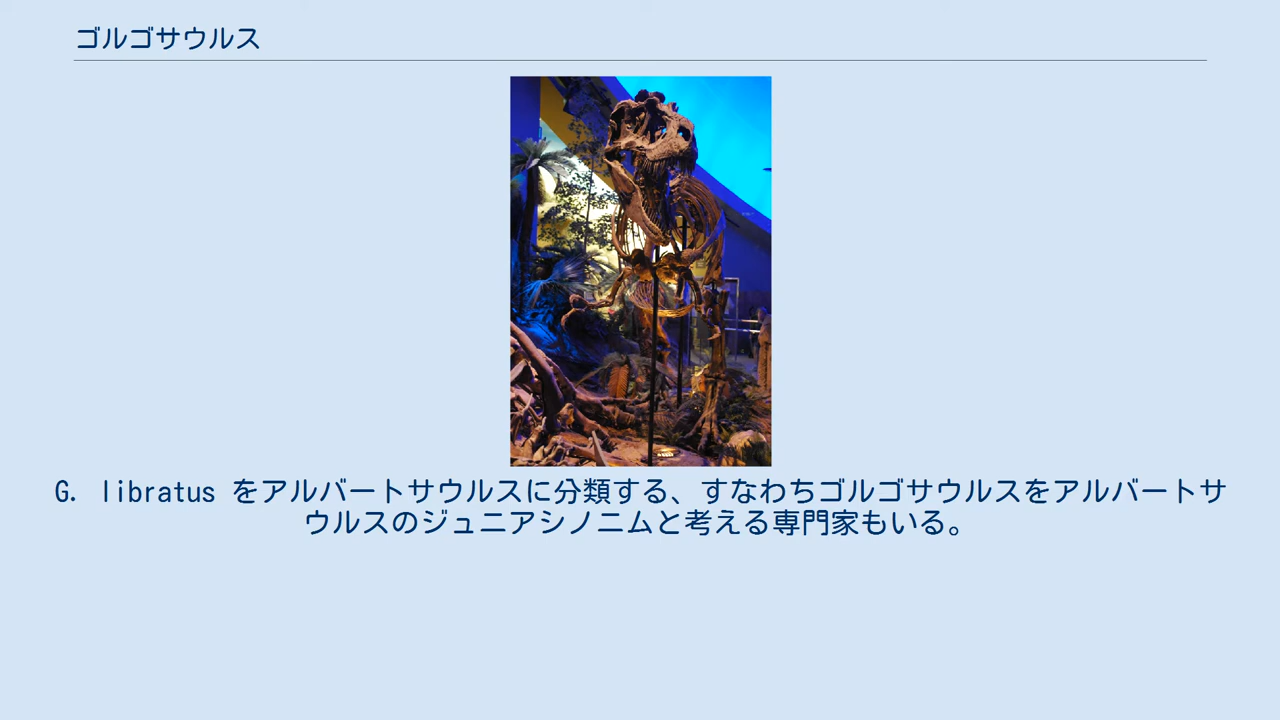 ゴルゴサウルス
G. libratus をアルバートサウルスに分類する、すなわちゴルゴサウルスをアルバートサ
ウルスのジュニアシノニムと考える専門家もいる。